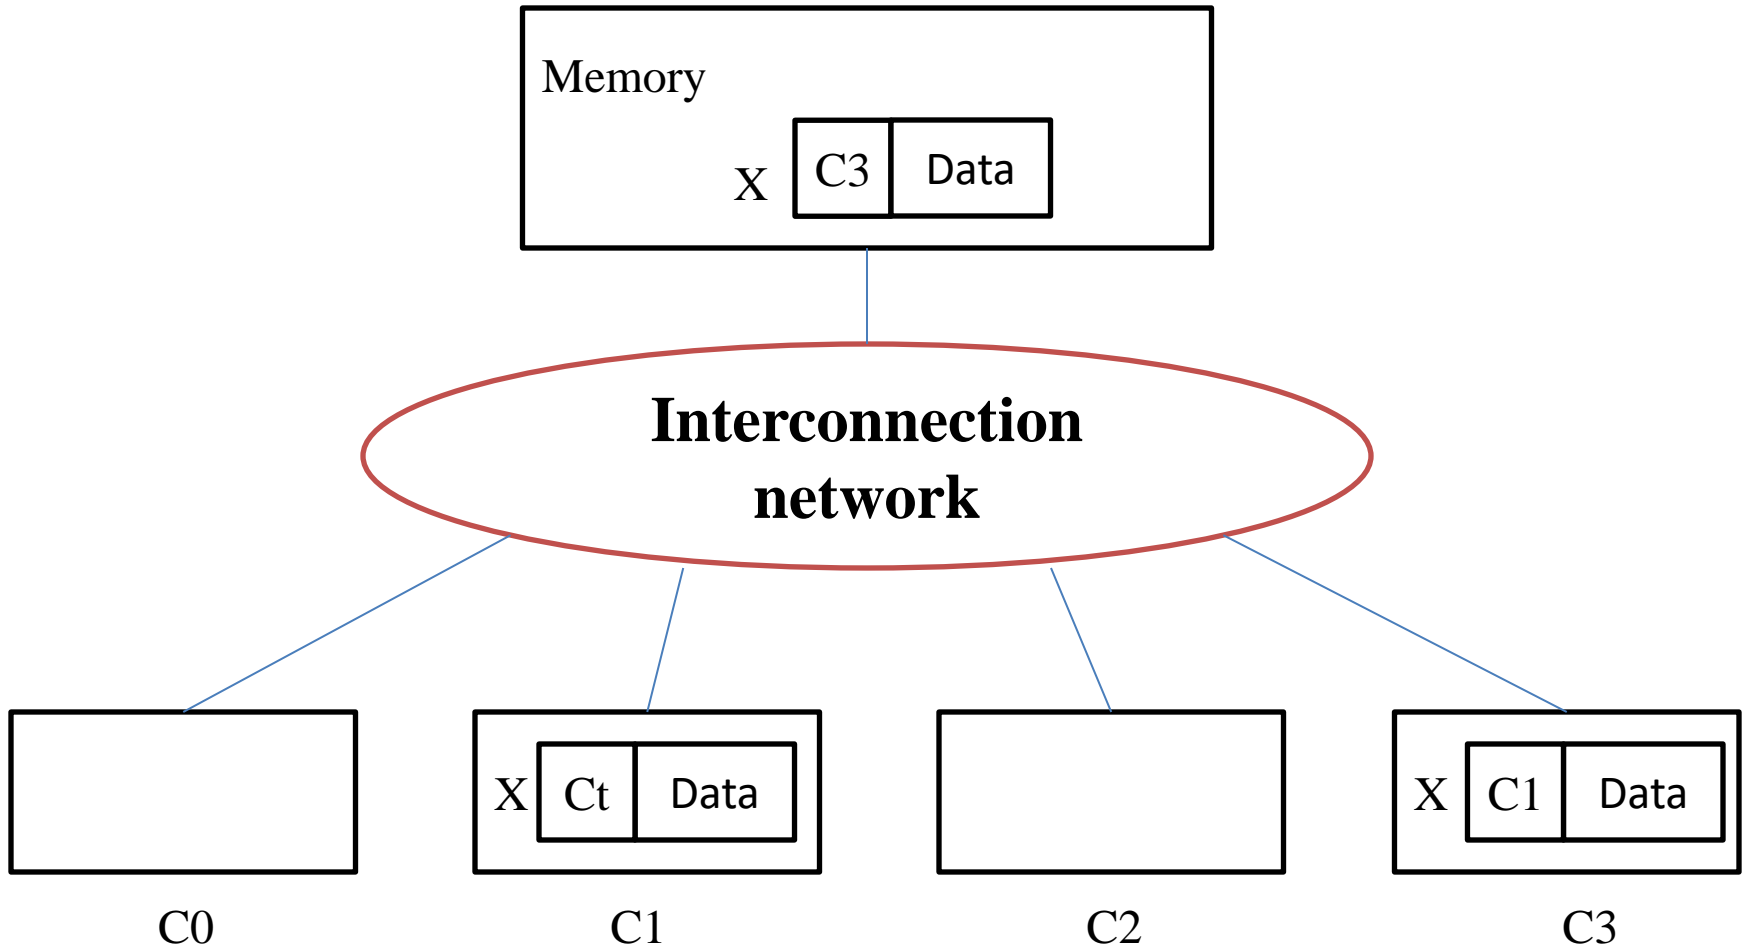 Memory
X C3 Data
Interconnection
network
X Ct Data
X C1 Data
C0 C1 C2 C3